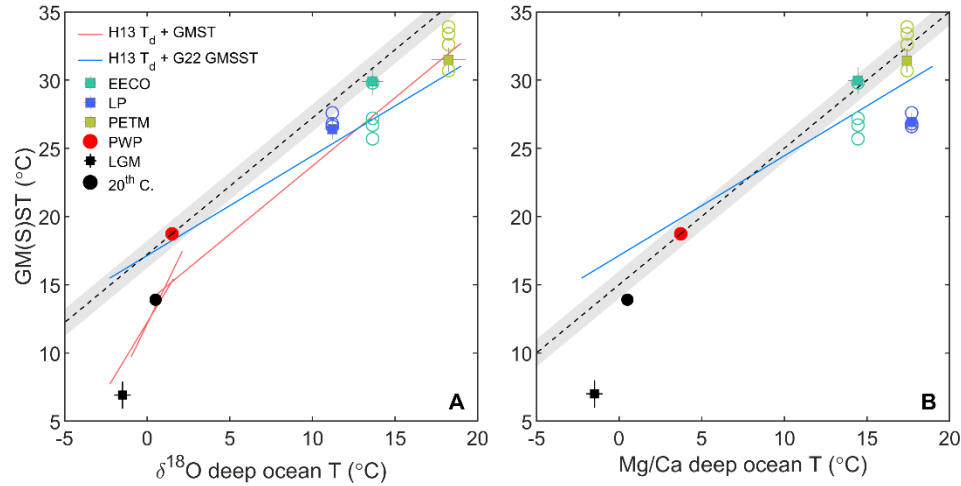 35
30
25
20
15
10
5
GM(S)ST (°C)
H13 T_d + GMST
H13 T_d + G22 GMSST
EECO
LP
PETM
PWP
LGM
20th C.
A
-5 0 5 10 15 20
δ18O deep ocean T (°C)
35
30
25
20
15
10
5
B
-5 0 5 10 15 20
Mg/Ca deep ocean T (°C)